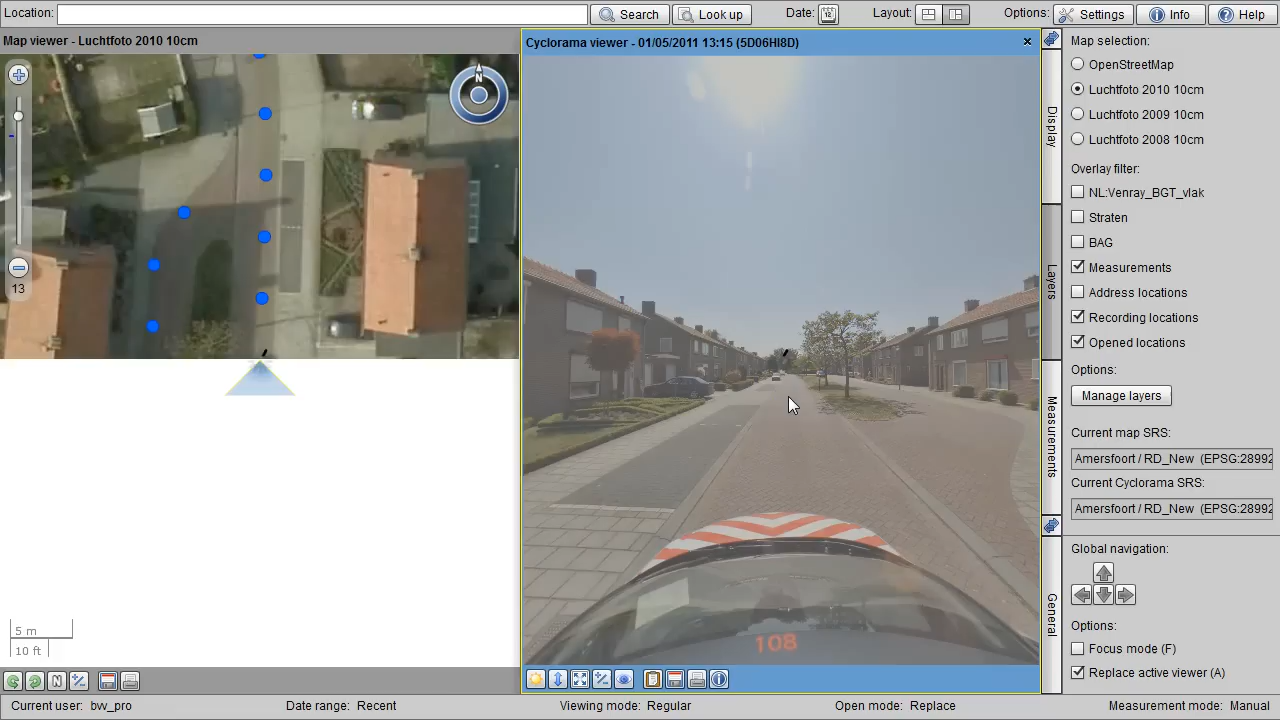 Location: Search Look up Date: 12 Layout: Options: Settings Info Help
Map viewer - Luchtfoto 2010 10cm
N
13
5 m
10 ft
N
Cyclorama viewer - 01/05/2011 13:15 (5D06HI8D)
108
Display
Layers
Measurements
General
Map selection:
OpenStreetMap
Luchtfoto 2010 10cm
Luchtfoto 2009 10cm
Luchtfoto 2008 10cm
Overlay filter:
NL:Venray_BGT_vlak
Straten
BAG
Measurements
Address locations
Recording locations
Opened locations
Options:
Manage layers
Current map SRS:
Amersfoort / RD_New (EPSG:28992
Current Cyclorama SRS:
Amersfoort / RD_New (EPSG:28992
Global navigation:
Options:
Focus mode (F)
Replace active viewer (A)
Current user: bw_pro Date range: Recent Viewing mode: Regular Open mode: Replace Measurement mode: Manual